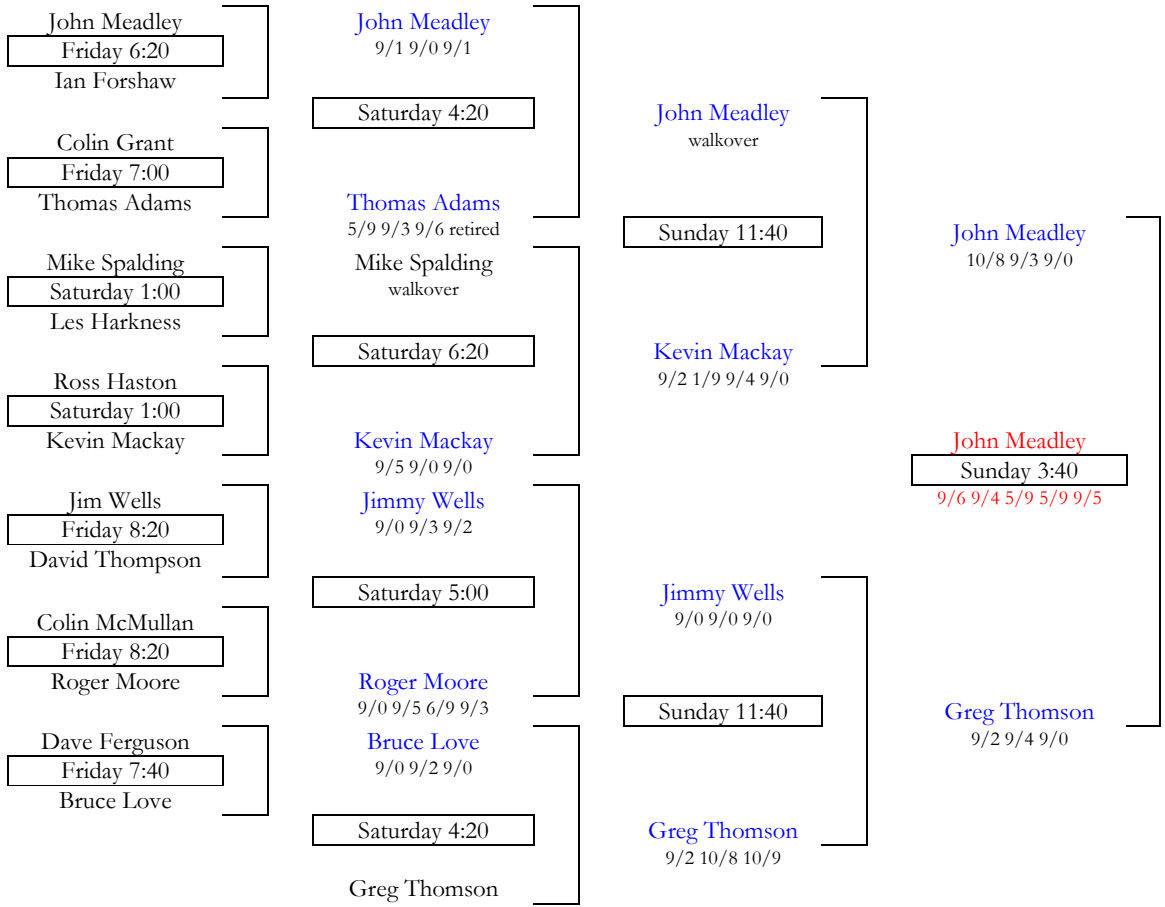 John Meadley
Friday 6:20
Ian Forshaw
Colin Grant
Friday 7:00
Thomas Adams
Mike Spalding
Saturday 1:00
Les Harkness
Ross Haston
Saturday 1:00
Kevin Mackay
Jim Wells
Friday 8:20
David Thompson
Colin McMullan
Friday 8:20
Roger Moore
Dave Ferguson
Friday 7:40
Bruce Love
John Meadley
9/1 9/0 9/1
Saturday 4:20
Thomas Adams
5/9 9/3 9/6 retired
Mike Spalding
walkover
Saturday 6:20
Kevin Mackay
9/5 9/0 9/0
Jimmy Wells
9/0 9/3 9/2
Saturday 5:00
Roger Moore
9/0 9/5 6/9 9/3
Bruce Love
9/0 9/2 9/0
Saturday 4:20
Greg Thomson
John Meadley
walkover
Sunday 11:40
Kevin Mackay
9/2 1/9 9/4 9/0
Jimmy Wells
9/0 9/0 9/0
Sunday 11:40
Greg Thomson
9/2 10/8 10/9
John Meadley
10/8 9/3 9/0
John Meadley
Sunday 3:40
9/6 9/4 5/9 5/9 9/5
Greg Thomson
9/2 9/4 9/0